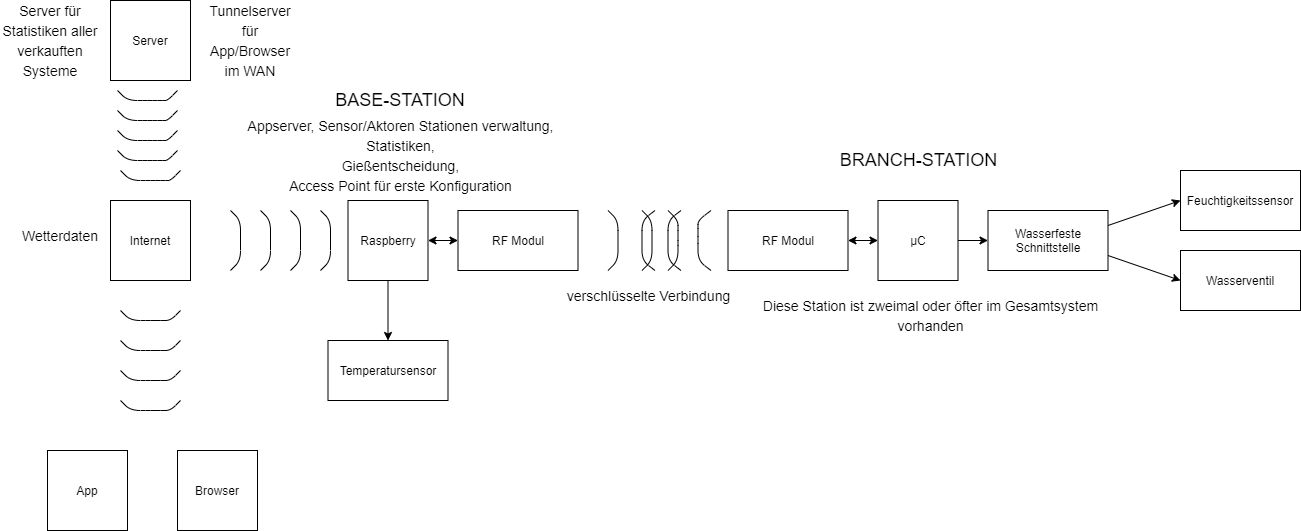 Server für
Statistiken aller
verkauften
Systeme
Server
Tunnelserver
für
App/Browser
im WAN
BASE-STATION
Appserver, Sensor/Aktoren Stationen verwaltung,
Statistiken,
Gießentscheidung,
Access Point für erste Konfiguration
BRANCH-STATION
Wetterdaten
Internet
Raspberry
RF Modul
verschlüsselte Verbindung
RF Modul
µC
Wasserfeste
Schnittstelle
Feuchtigkeitssensor
Wasserventil
Diese Station ist zweimal oder öfter im Gesamtsystem
vorhanden
Temperatursensor
App
Browser